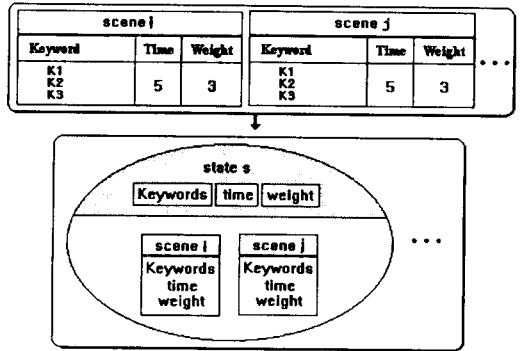 scene i
Keyword Time Weight
K1
K2
K3
5 3
scene j
Keyword Time Weight
K1
K2
K3
5 3
...
state s
Keywords time weight
scene i
Keywords
time
weight
scene j
Keywords
time
weight
...